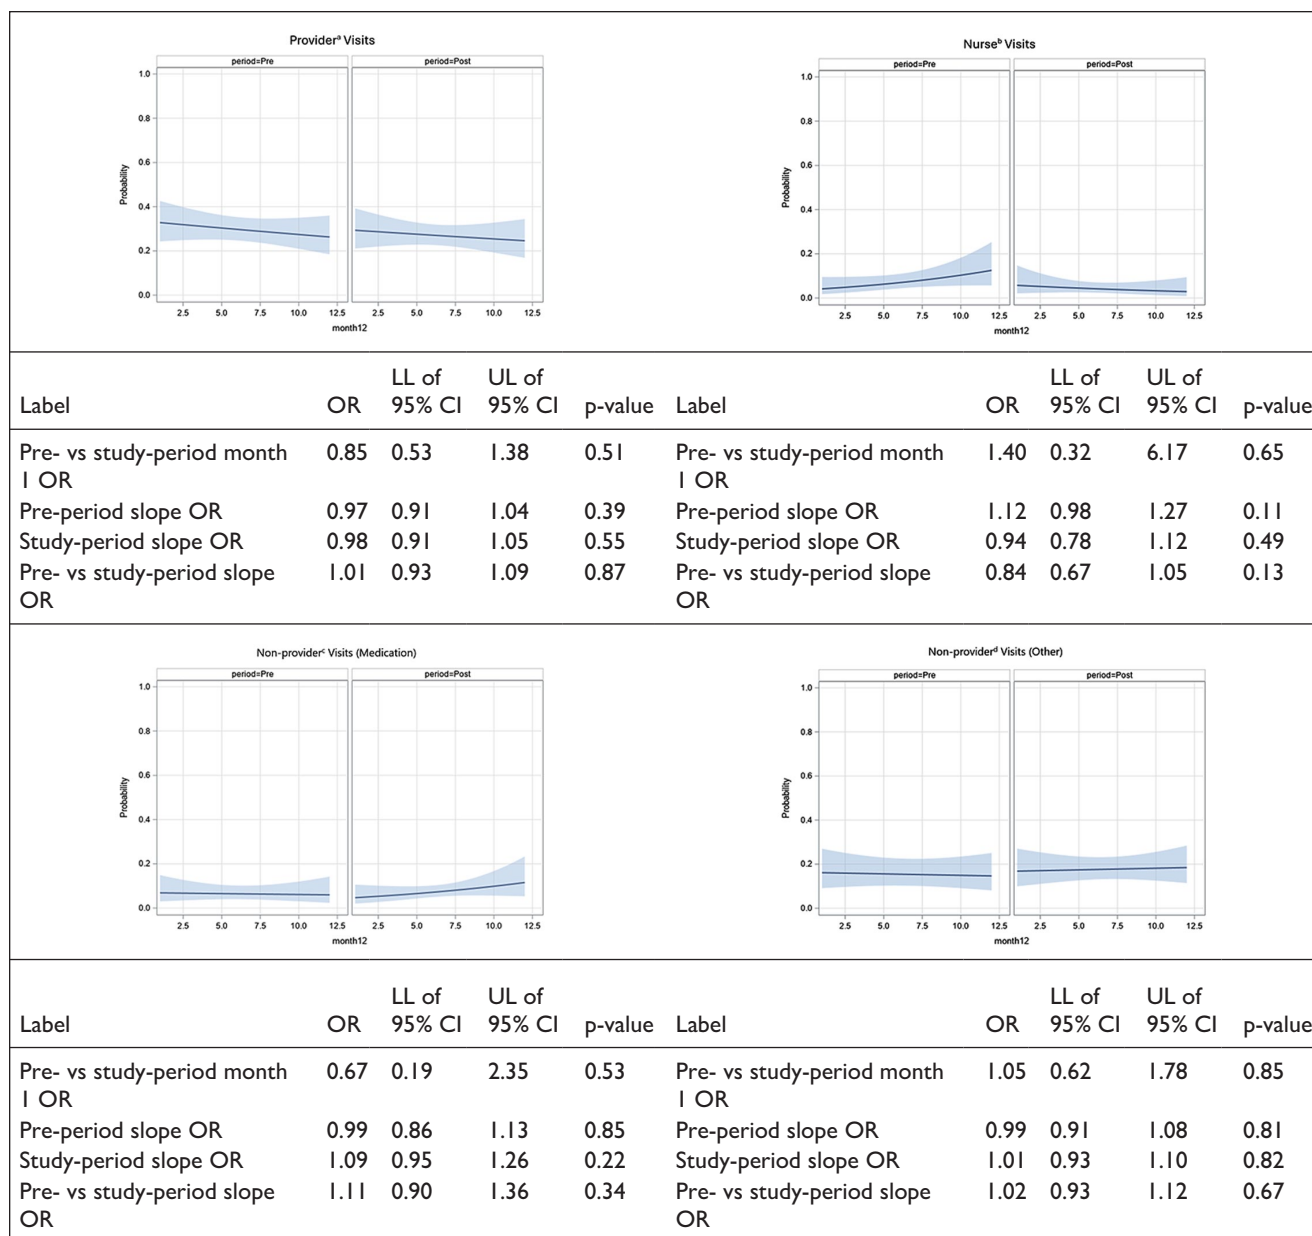 Providerᵃ Visits
period=Pre period=Post
1.0
0.8
0.6
0.4
0.2
0.0
Probability
2.5 5.0 7.5 10.0 12.5 2.5 5.0 7.5 10.0 12.5
month12
Nurseᵇ Visits
period=Pre period=Post
1.0
0.8
0.6
0.4
0.2
0.0
Probability
2.5 5.0 7.5 10.0 12.5 2.5 5.0 7.5 10.0 12.5
month12
LL of UL of
Label OR 95% CI 95% CI p-value
Pre- vs study-period month 0.85 0.53 1.38 0.51
1 OR
Pre-period slope OR 0.97 0.91 1.04 0.39
Study-period slope OR 0.98 0.91 1.05 0.55
Pre- vs study-period slope 1.01 0.93 1.09 0.87
OR
LL of UL of
Label OR 95% CI 95% CI p-value
Pre- vs study-period month 1.40 0.32 6.17 0.65
1 OR
Pre-period slope OR 1.12 0.98 1.27 0.11
Study-period slope OR 0.94 0.78 1.12 0.49
Pre- vs study-period slope 0.84 0.67 1.05 0.13
OR
Non-providerᶜ Visits (Medication)
period=Pre period=Post
1.0
0.8
0.6
0.4
0.2
0.0
Probability
2.5 5.0 7.5 10.0 12.5 2.5 5.0 7.5 10.0 12.5
month12
Non-providerᵈ Visits (Other)
period=Pre period=Post
1.0
0.8
0.6
0.4
0.2
0.0
Probability
2.5 5.0 7.5 10.0 12.5 2.5 5.0 7.5 10.0 12.5
month12
LL of UL of
Label OR 95% CI 95% CI p-value
Pre- vs study-period month 0.67 0.19 2.35 0.53
1 OR
Pre-period slope OR 0.99 0.86 1.13 0.85
Study-period slope OR 1.09 0.95 1.26 0.22
Pre- vs study-period slope 1.11 0.90 1.36 0.34
OR
LL of UL of
Label OR 95% CI 95% CI p-value
Pre- vs study-period month 1.05 0.62 1.78 0.85
1 OR
Pre-period slope OR 0.99 0.91 1.08 0.81
Study-period slope OR 1.01 0.93 1.10 0.82
Pre- vs study-period slope 1.02 0.93 1.12 0.67
OR